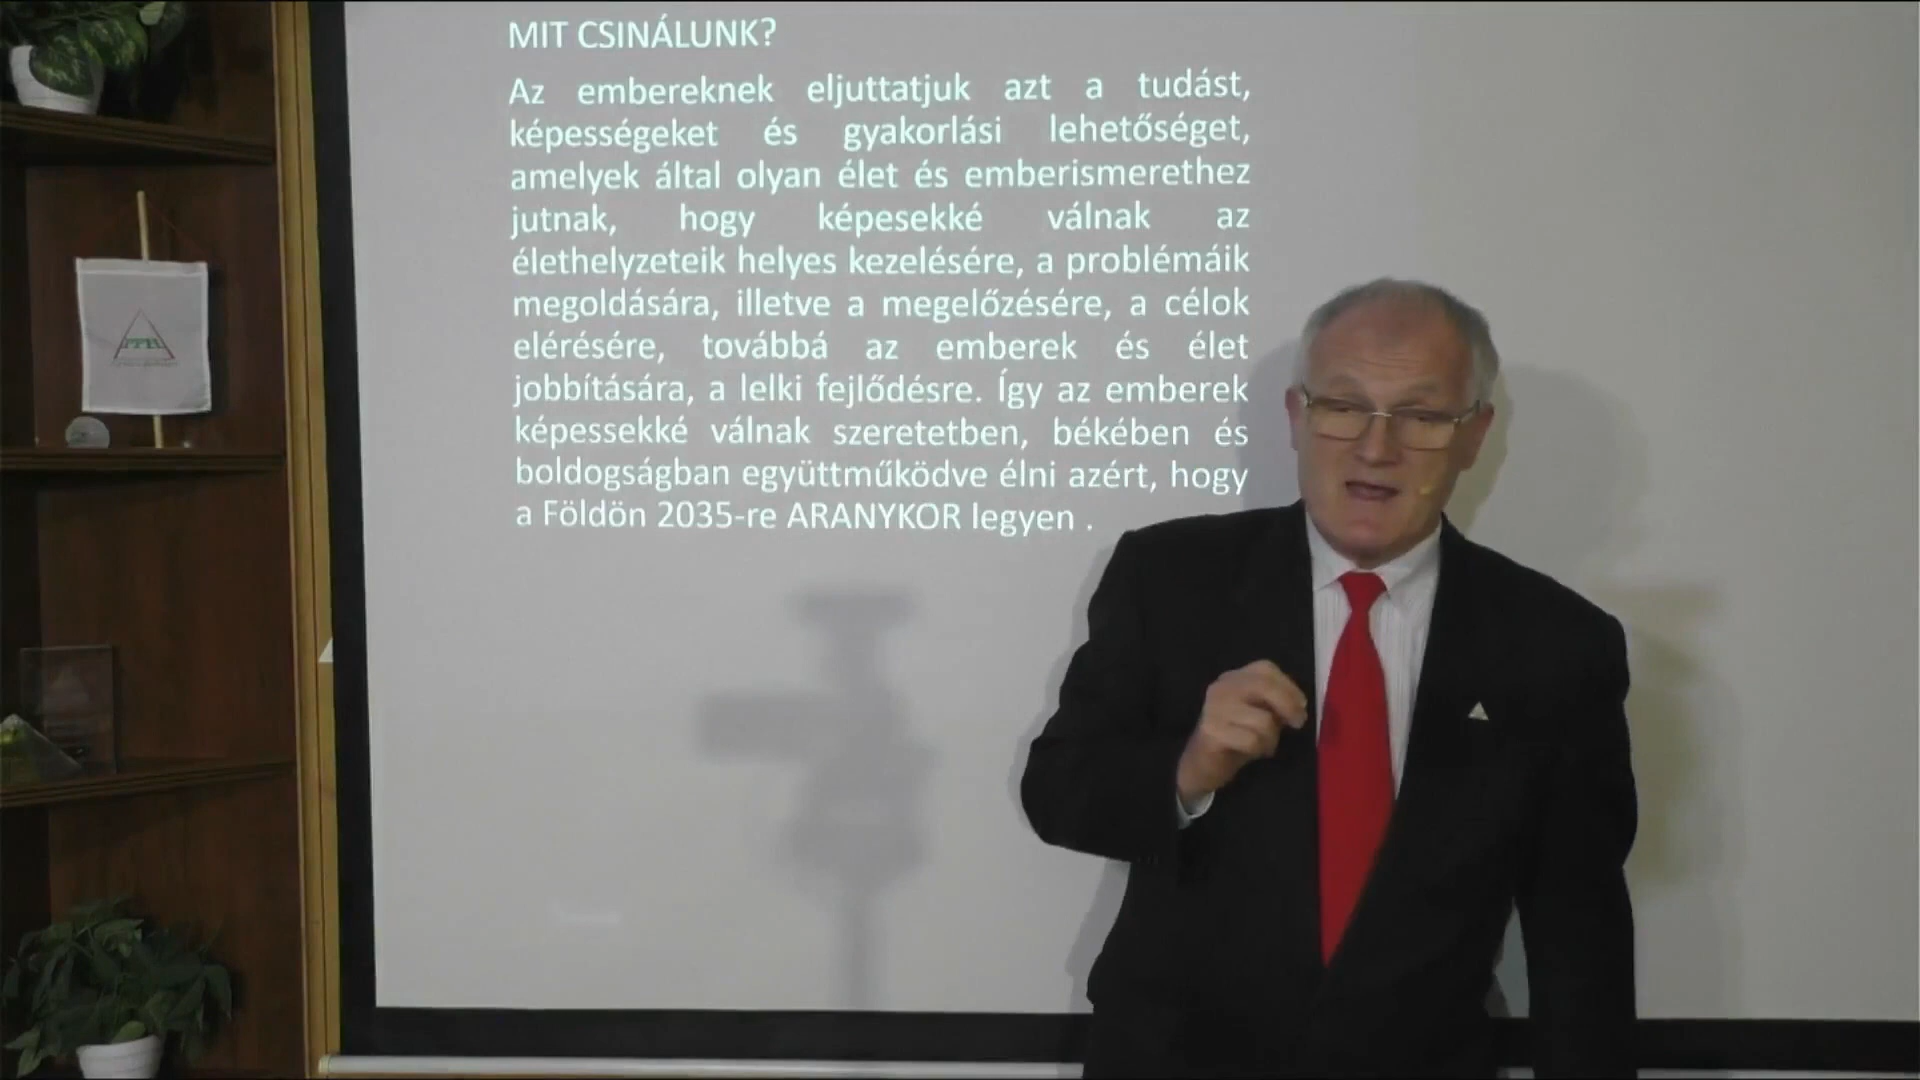 MIT CSINÁLUNK?
Az embereknek eljuttatjuk azt a tudást,
képességeket és gyakorlási lehetőséget,
amelyek által olyan élet és emberismerethez
jutnak, hogy képesekké válnak az
élethelyzeteik helyes kezelésére, a problémáik
megoldására, illetve a megelőzésére, a célok
elérésére, továbbá az emberek és élet
jobbítására, a lelki fejlődésre. Így az emberek
képessekké válnak szeretetben, békében és
boldogságban együttműködve élni azért, hogy
a Földön 2035-re ARANYKOR legyen .